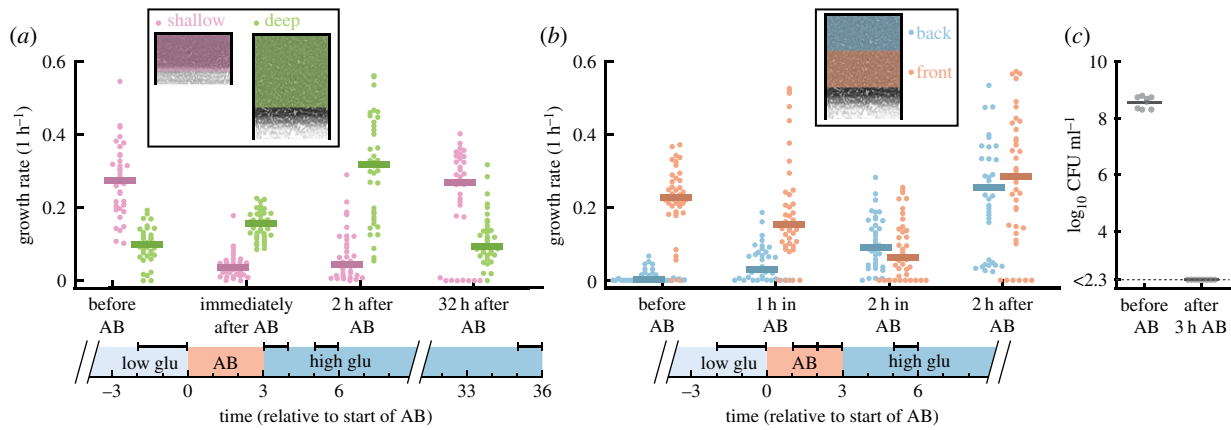 (a)
shallow
deep
0.6
0.4
0.2
0
growth rate (1 h⁻¹)
before
AB
immediately
after AB
2 h after
AB
32 h after
AB
low glu
AB
high glu
−3
0
3
6
33
36
time (relative to start of AB)
(b)
back
front
0.6
0.4
0.2
0
growth rate (1 h⁻¹)
before
AB
1 h in
AB
2 h in
AB
2 h after
AB
low glu
AB
high glu
−3
0
3
6
time (relative to start of AB)
(c)
10
8
6
4
<2.3
log₁₀ CFU ml⁻¹
before
AB
after
3 h AB